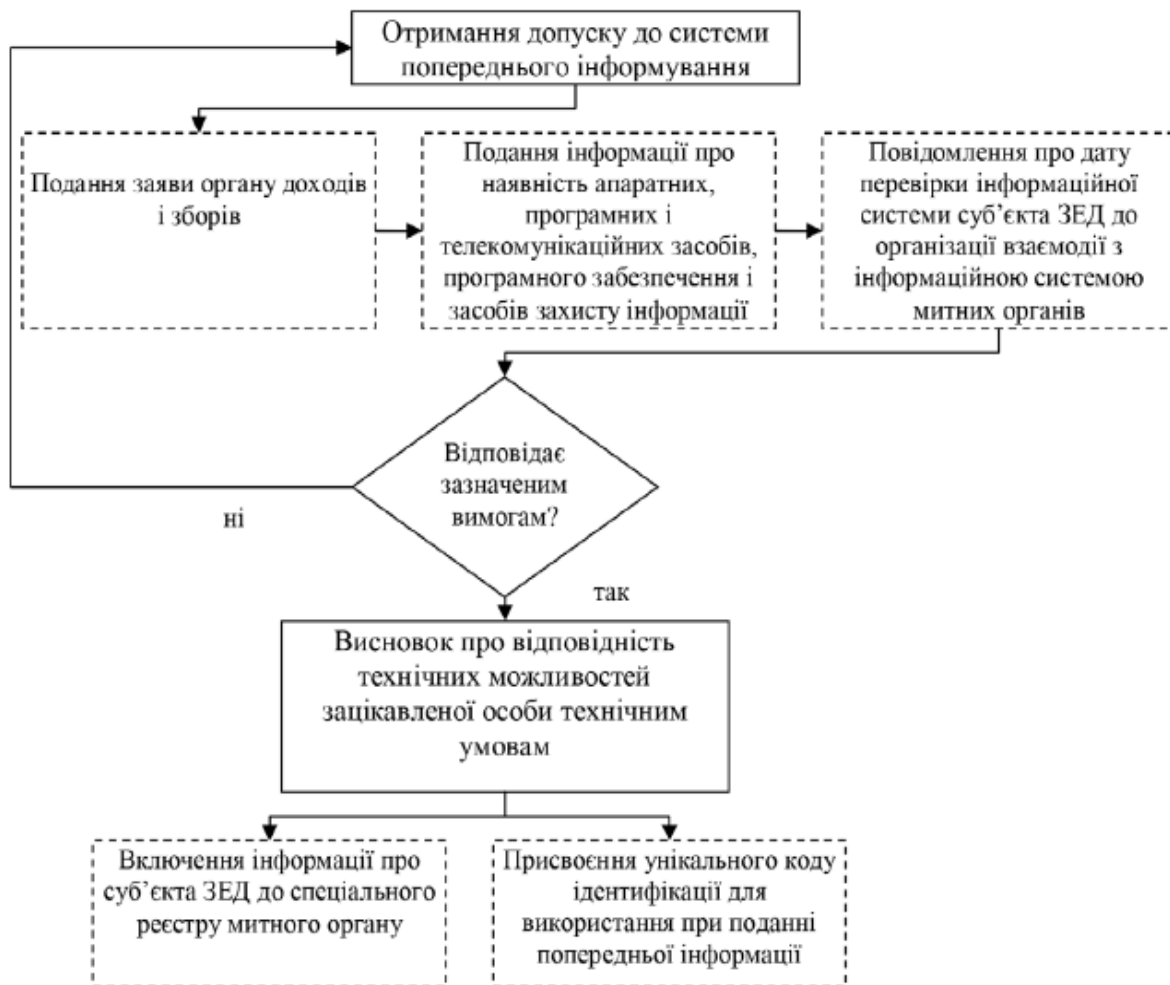 Отримання допуску до системи
попереднього інформування
Подання заяви органу доходів
і зборів
Подання інформації про
наявність апаратних,
програмних і
телекомунікаційних засобів,
програмного забезпечення і
засобів захисту інформації
Повідомлення про дату
перевірки інформаційної
системи суб’єкта ЗЕД до
організації взаємодії з
інформаційною системою
митних органів
Відповідає
зазначеним
вимогам?
ні
так
Висновок про відповідність
технічних можливостей
зацікавленої особи технічним
умовам
Включення інформації про
суб’єкта ЗЕД до спеціального
реєстру митного органу
Присвоєння унікального коду
ідентифікації для
використання при поданні
попередньої інформації